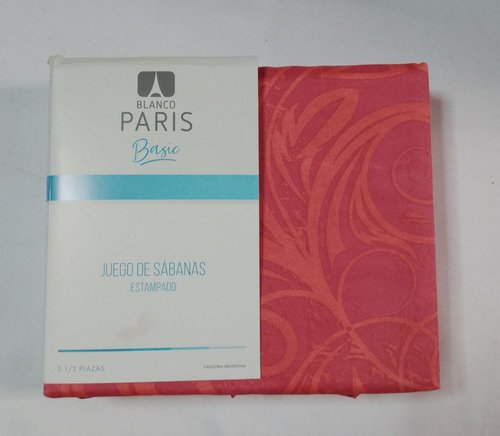 BLANCO
PARIS
Basic
JUEGO DE SÁBANAS
ESTAMPADO
2 1/2 PLAZAS
INDUSTRIA ARGENTINA